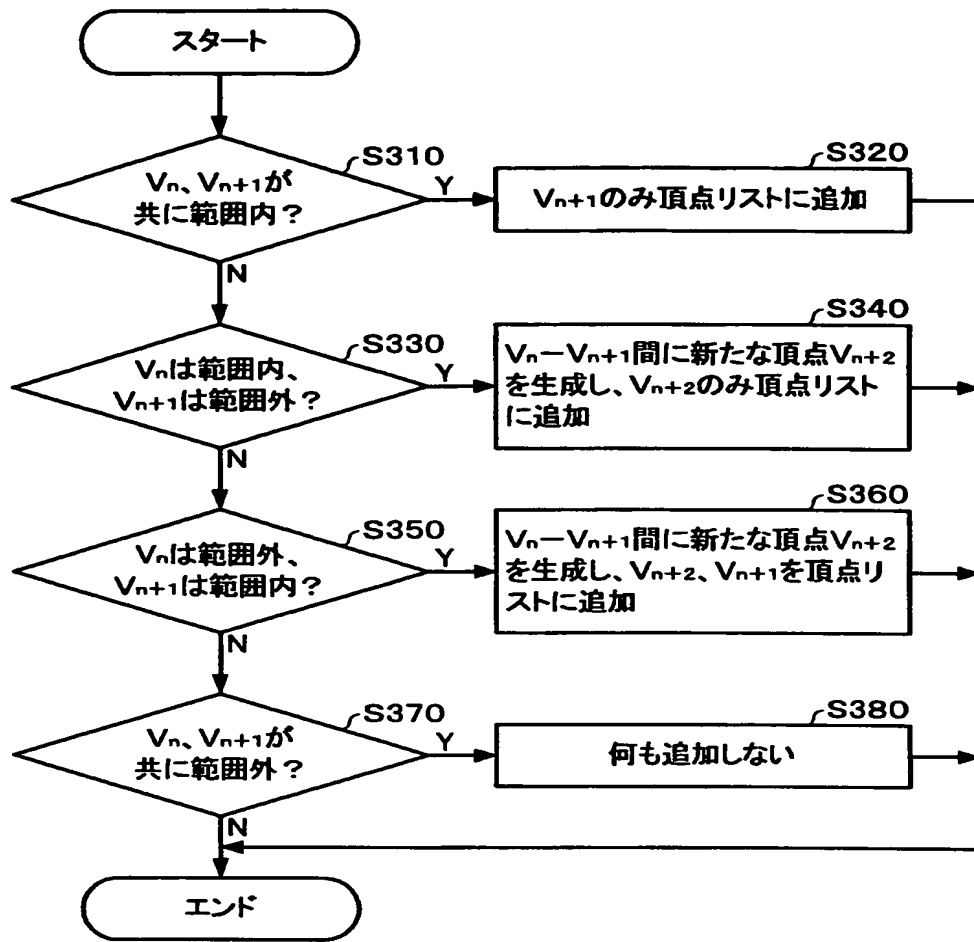 スタート
S310
Vn、Vn+1が
共に範囲内?
Y
S320
Vn+1のみ頂点リストに追加
N
S330
Vnは範囲内、
Vn+1は範囲外?
Y
S340
Vn－Vn+1間に新たな頂点Vn+2
を生成し、Vn+2のみ頂点リスト
に追加
N
S350
Vnは範囲外、
Vn+1は範囲内?
Y
S360
Vn－Vn+1間に新たな頂点Vn+2
を生成し、Vn+2、Vn+1を頂点リ
ストに追加
N
S370
Vn、Vn+1が
共に範囲外?
Y
S380
何も追加しない
N
エンド